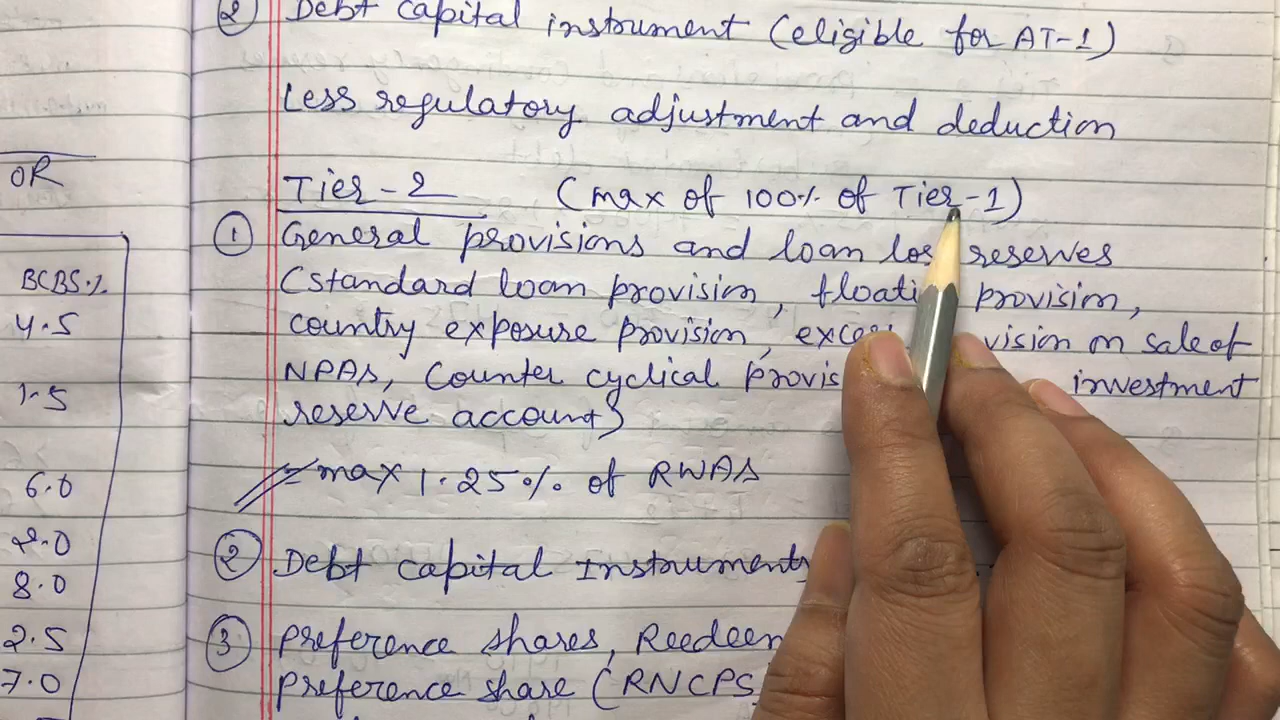 OR
BCBS%
4.5
1.5
6.0
2.0
8.0
2.5
7.0
② Debt capital instrument (eligible for AT-1)
Less regulatory adjustment and deduction
Tier-2 (max of 100% of Tier-1)
① General provisions and loan los reserves
(standard loan provision, floati provision,
country exposure provision, exce vision on sale of
NPAs, counter cyclical provis investment
reserve account)
max 1.25% of RWAs
② Debt capital Instruments
③ Preference shares, Redeen
Preference share (RNCPS)